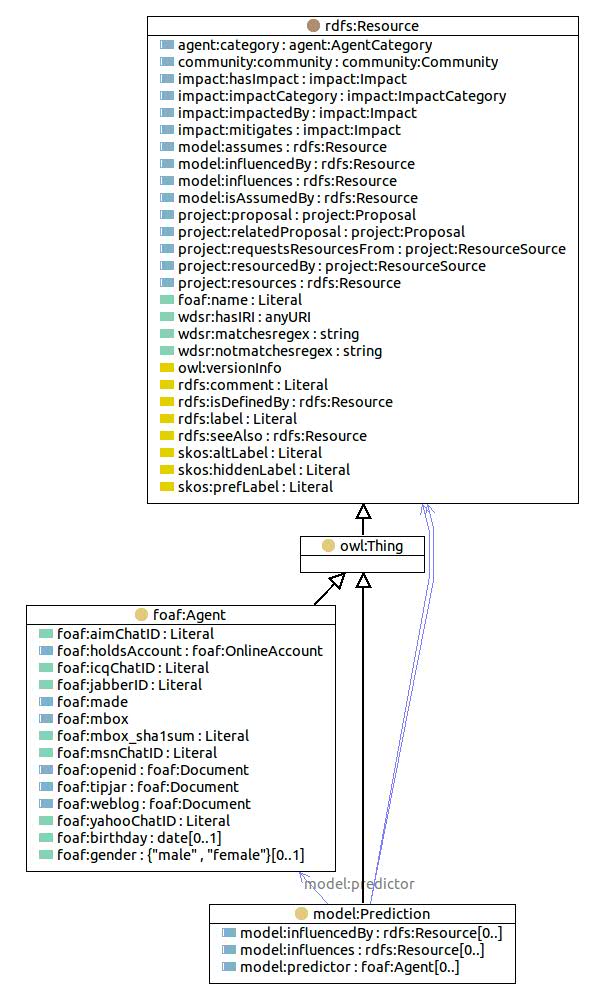 rdfs:Resource
agent:category : agent:AgentCategory
community:community : community:Community
impact:hasImpact : impact:Impact
impact:impactCategory : impact:ImpactCategory
impact:impactedBy : impact:Impact
impact:mitigates : impact:Impact
model:assumes : rdfs:Resource
model:influencedBy : rdfs:Resource
model:influences : rdfs:Resource
model:isAssumedBy : rdfs:Resource
project:proposal : project:Proposal
project:relatedProposal : project:Proposal
project:requestsResourcesFrom : project:ResourceSource
project:resourcedBy : project:ResourceSource
project:resources : rdfs:Resource
foaf:name : Literal
wdsr:hasIRI : anyURI
wdsr:matchesregex : string
wdsr:notmatchesregex : string
owl:versionInfo
rdfs:comment : Literal
rdfs:isDefinedBy : rdfs:Resource
rdfs:label : Literal
rdfs:seeAlso : rdfs:Resource
skos:altLabel : Literal
skos:hiddenLabel : Literal
skos:prefLabel : Literal
owl:Thing
foaf:Agent
foaf:aimChatID : Literal
foaf:holdsAccount : foaf:OnlineAccount
foaf:icqChatID : Literal
foaf:jabberID : Literal
foaf:made
foaf:mbox
foaf:mbox_sha1sum : Literal
foaf:msnChatID : Literal
foaf:openid : foaf:Document
foaf:tipjar : foaf:Document
foaf:weblog : foaf:Document
foaf:yahooChatID : Literal
foaf:birthday : date[0..1]
foaf:gender : {"male" , "female"}[0..1]
model:predictor
model:Prediction
model:influencedBy : rdfs:Resource[0..]
model:influences : rdfs:Resource[0..]
model:predictor : foaf:Agent[0..]